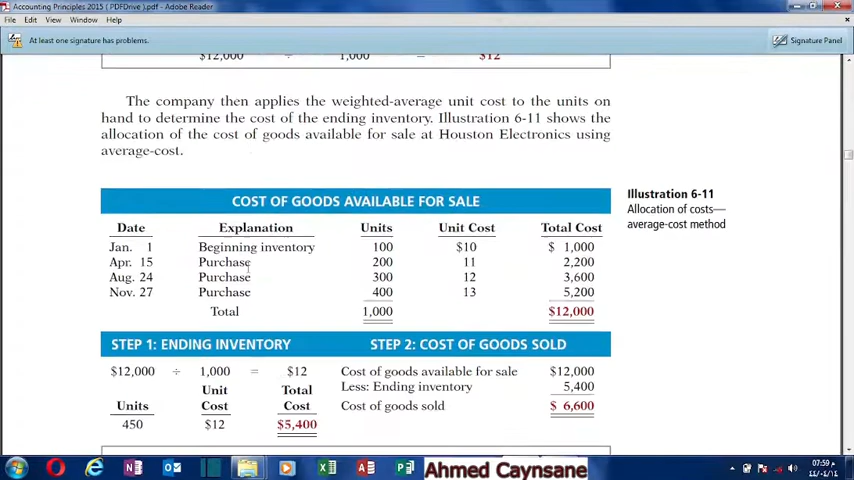 Accounting Principles 2015 ( PDFDrive ).pdf - Adobe Reader
File Edit View Window Help
At least one signature has problems.
Signature Panel
$12,000 ÷ 1,000 = $12
The company then applies the weighted-average unit cost to the units on
hand to determine the cost of the ending inventory. Illustration 6-11 shows the
allocation of the cost of goods available for sale at Houston Electronics using
average-cost.
COST OF GOODS AVAILABLE FOR SALE
Date Explanation Units Unit Cost Total Cost
Jan. 1 Beginning inventory 100 $10 $ 1,000
Apr. 15 Purchase 200 11 2,200
Aug. 24 Purchase 300 12 3,600
Nov. 27 Purchase 400 13 5,200
Total 1,000 $12,000
Illustration 6-11
Allocation of costs—
average-cost method
STEP 1: ENDING INVENTORY STEP 2: COST OF GOODS SOLD
$12,000 ÷ 1,000 = $12 Cost of goods available for sale $12,000
Unit Total Less: Ending inventory 5,400
Units Cost Cost Cost of goods sold $ 6,600
450 $12 $5,400
Ahmed Caynsane
07:59 م